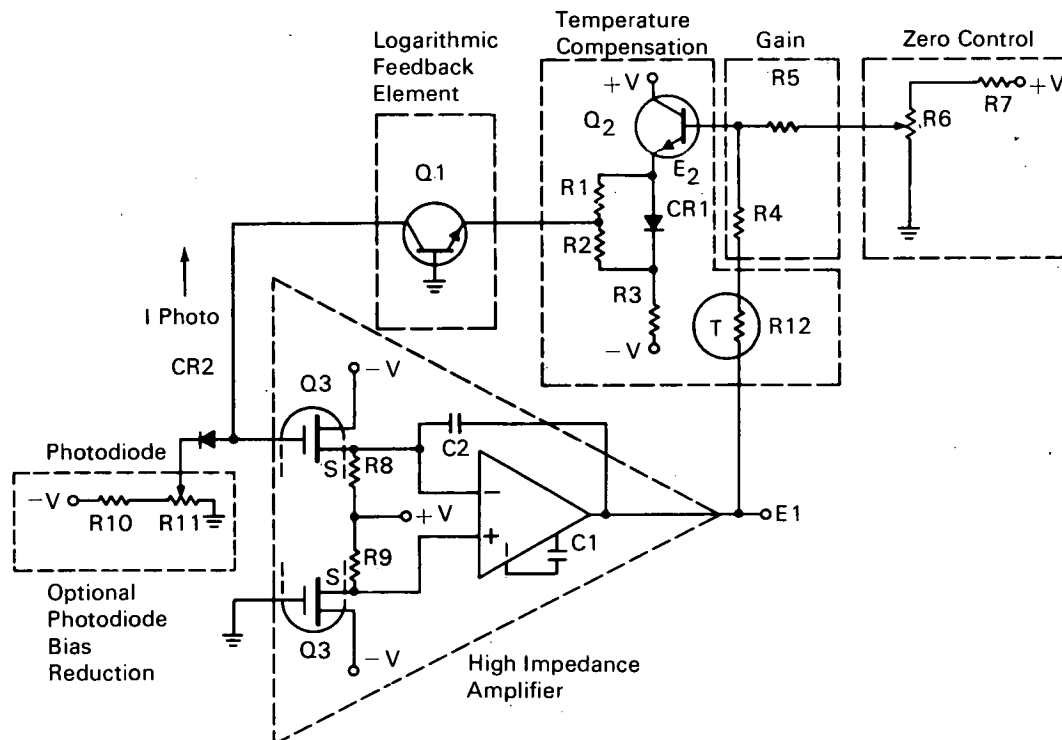 Temperature
Compensation
Gain
Zero Control
Logarithmic
Feedback
Element
R5
+V
R7
+V
R6
Q2
E2
Q1
R1
CR1
R4
R2
R3
T
R12
−V
I Photo
CR2
Q3
−V
C2
Photodiode
S
R8
−V
R10
R11
+V
−
+
E1
C1
R9
S
Optional
Photodiode
Bias
Reduction
Q3
−V
High Impedance
Amplifier